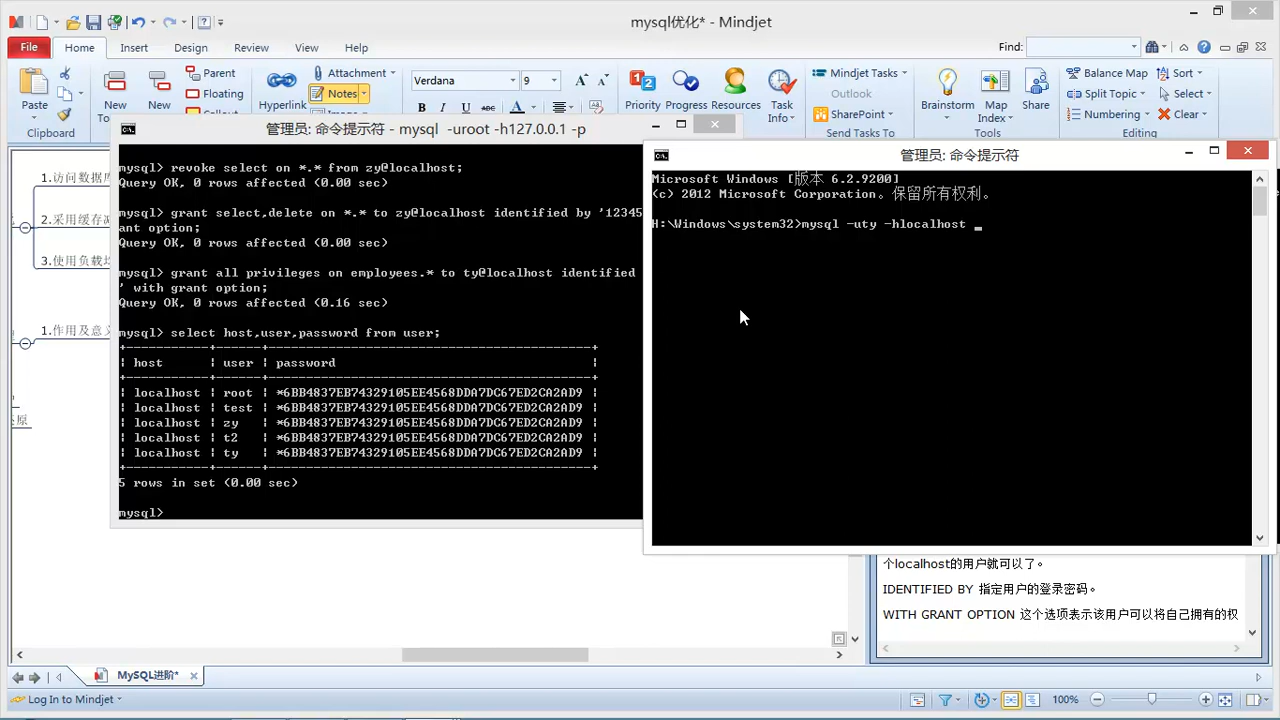 mysql优化* - Mindjet
File
Home
Insert
Design
Review
View
Help
Find:
Paste
Clipboard
New
New
Parent
Floating
Hyperlink
Attachment
Notes
Verdana
9
B I U abc A
Priority
Progress
Resources
Task
Info
Mindjet Tasks
Outlook
SharePoint
Send Tasks To
Brainstorm
Map
Index
Share
Tools
Balance Map
Split Topic
Numbering
Sort
Select
Clear
Editing
1.访问数据库
2.采用缓存
3.使用负载
1.作用及意义
原
管理员: 命令提示符 - mysql -uroot -h127.0.0.1 -p
mysql> revoke select on *.* from zy@localhost;
Query OK, 0 rows affected (0.00 sec)
mysql> grant select,delete on *.* to zy@localhost identified by '12345
ant option;
Query OK, 0 rows affected (0.00 sec)
mysql> grant all privileges on employees.* to ty@localhost identified
' with grant option;
Query OK, 0 rows affected (0.16 sec)
mysql> select host,user,password from user;
| host | user | password
| localhost | root | *6BB4837EB74329105EE4568DDA7DC67ED2CA2AD9 |
| localhost | test | *6BB4837EB74329105EE4568DDA7DC67ED2CA2AD9 |
| localhost | zy | *6BB4837EB74329105EE4568DDA7DC67ED2CA2AD9 |
| localhost | t2 | *6BB4837EB74329105EE4568DDA7DC67ED2CA2AD9 |
| localhost | ty | *6BB4837EB74329105EE4568DDA7DC67ED2CA2AD9 |
5 rows in set (0.00 sec)
mysql>
管理员: 命令提示符
Microsoft Windows [版本 6.2.9200]
(c) 2012 Microsoft Corporation。保留所有权利。
H:\Windows\system32>mysql -uty -hlocalhost _
个localhost的用户就可以了。
IDENTIFIED BY 指定用户的登录密码。
WITH GRANT OPTION 这个选项表示该用户可以将自己拥有的权
MySQL进阶*
Log In to Mindjet
100%